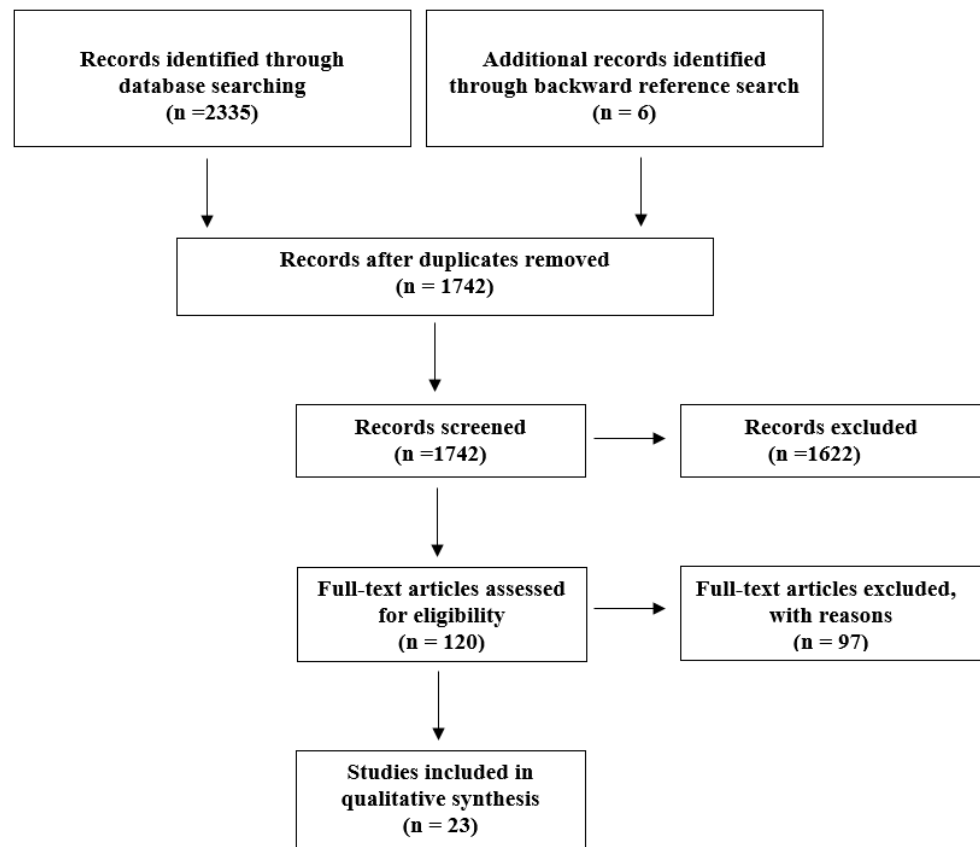 Records identified through
database searching
(n =2335)
Additional records identified
through backward reference search
(n = 6)
Records after duplicates removed
(n = 1742)
Records screened
(n =1742)
Records excluded
(n =1622)
Full-text articles assessed
for eligibility
(n = 120)
Full-text articles excluded,
with reasons
(n = 97)
Studies included in
qualitative synthesis
(n = 23)